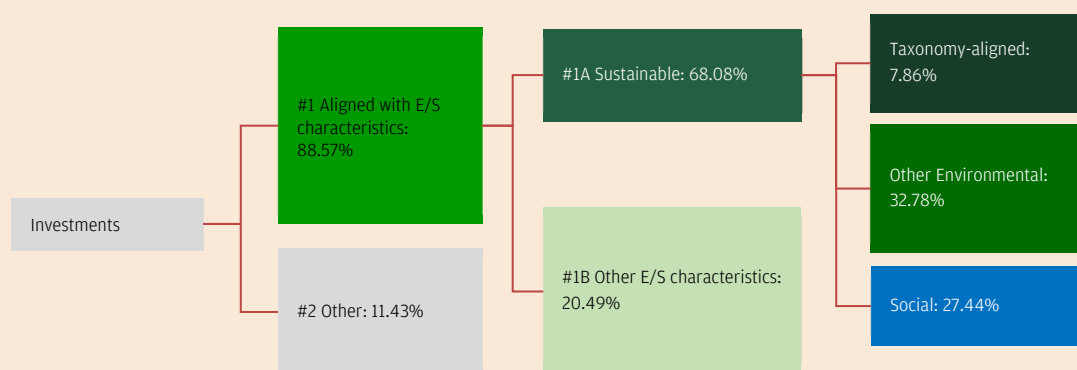 Investments
#1 Aligned with E/S
characteristics:
88.57%
#2 Other: 11.43%
#1A Sustainable: 68.08%
#1B Other E/S characteristics:
20.49%
Taxonomy-aligned:
7.86%
Other Environmental:
32.78%
Social: 27.44%